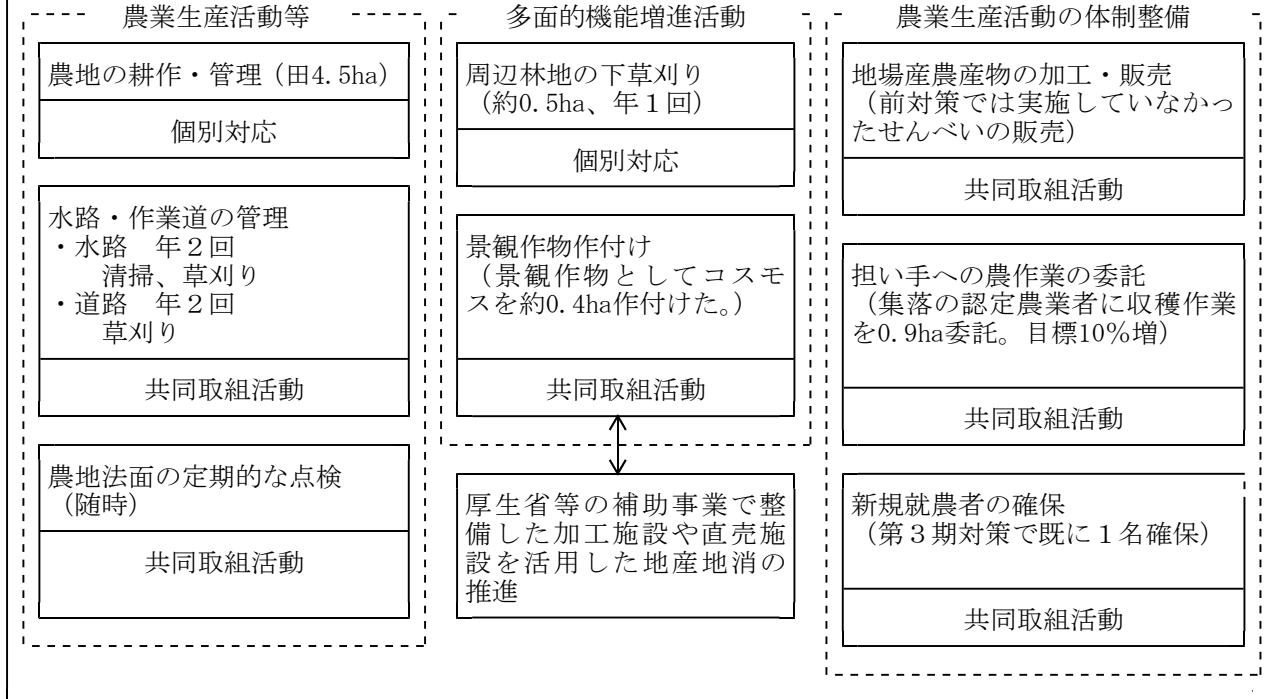 農業生産活動等
農地の耕作・管理（田4.5ha）
個別対応
水路・作業道の管理
・水路　年２回
清掃、草刈り
・道路　年２回
草刈り
共同取組活動
農地法面の定期的な点検
（随時）
共同取組活動
多面的機能増進活動
周辺林地の下草刈り
（約0.5ha、年１回）
個別対応
景観作物作付け
（景観作物としてコスモ
スを約0.4ha作付けた。）
共同取組活動
厚生省等の補助事業で整
備した加工施設や直売施
設を活用した地産地消の
推進
農業生産活動の体制整備
地場産農産物の加工・販売
（前対策では実施していなかっ
たせんべいの販売）
共同取組活動
担い手への農作業の委託
（集落の認定農業者に収穫作業
を0.9ha委託。目標10％増）
共同取組活動
新規就農者の確保
（第３期対策で既に１名確保）
共同取組活動